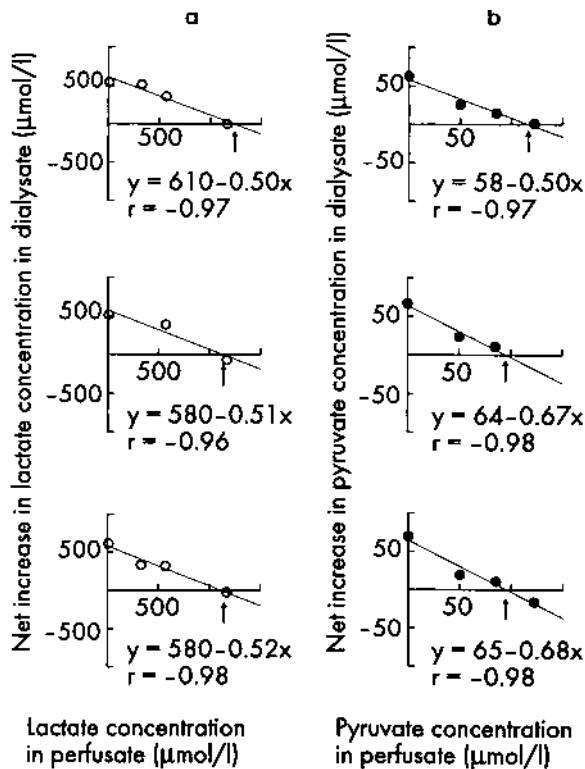 a
b
Net increase in lactate concentration in dialysate (μmol/l)
500
500
−500
y = 610−0.50x
r = −0.97
500
500
−500
y = 580−0.51x
r = −0.96
500
500
−500
y = 580−0.52x
r = −0.98
Lactate concentration
in perfusate (μmol/l)
Net increase in pyruvate concentration in dialysate (μmol/l)
50
50
−50
y = 58−0.50x
r = −0.97
50
50
−50
y = 64−0.67x
r = −0.98
50
50
−50
y = 65−0.68x
r = −0.98
Pyruvate concentration
in perfusate (μmol/l)